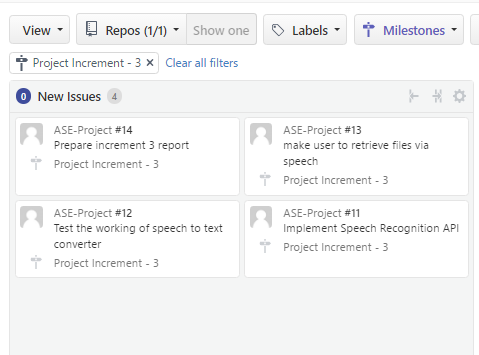 View Repos (1/1) Show one Labels Milestones
Project Increment - 3 × Clear all filters
0 New Issues 4
ASE-Project #14
Prepare increment 3 report
Project Increment - 3
ASE-Project #13
make user to retrieve files via
speech
Project Increment - 3
ASE-Project #12
Test the working of speech to text
converter
Project Increment - 3
ASE-Project #11
Implement Speech Recognition API
Project Increment - 3